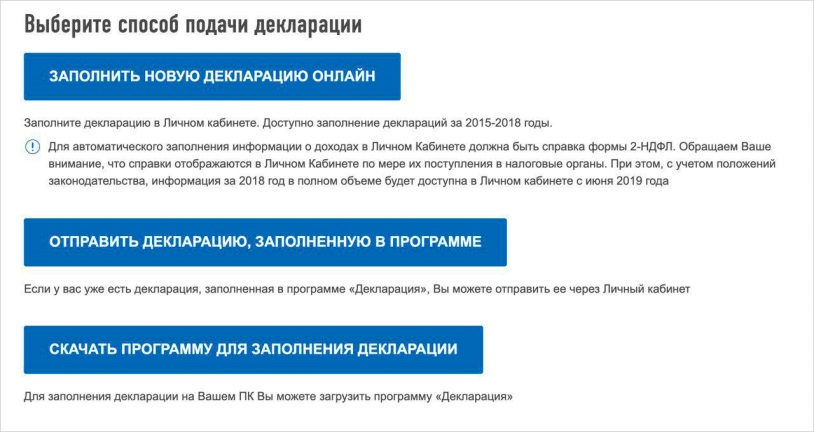 Выберите способ подачи декларации
ЗАПОЛНИТЬ НОВУЮ ДЕКЛАРАЦИЮ ОНЛАЙН
Заполните декларацию в Личном кабинете. Доступно заполнение деклараций за 2015-2018 годы.
Для автоматического заполнения информации о доходах в Личном Кабинете должна быть справка формы 2-НДФЛ. Обращаем Ваше
внимание, что справки отображаются в Личном Кабинете по мере их поступления в налоговые органы. При этом, с учетом положений
законодательства, информация за 2018 год в полном объеме будет доступна в Личном кабинете с июня 2019 года
ОТПРАВИТЬ ДЕКЛАРАЦИЮ, ЗАПОЛНЕННУЮ В ПРОГРАММЕ
Если у вас уже есть декларация, заполненная в программе «Декларация», Вы можете отправить ее через Личный кабинет
СКАЧАТЬ ПРОГРАММУ ДЛЯ ЗАПОЛНЕНИЯ ДЕКЛАРАЦИИ
Для заполнения декларации на Вашем ПК Вы можете загрузить программу «Декларация»